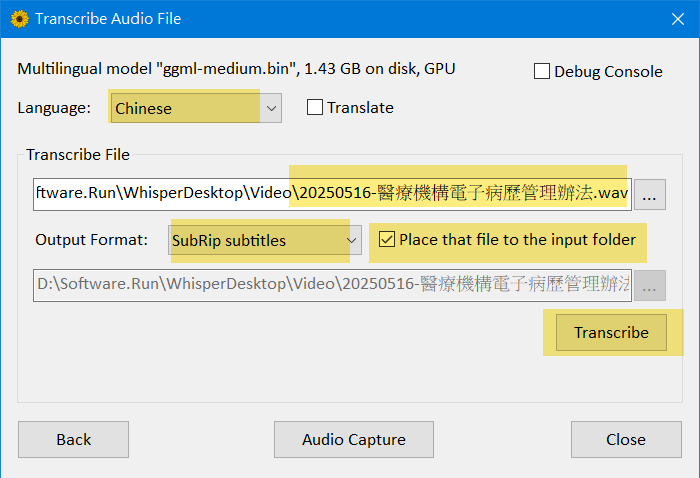 Transcribe Audio File
Multilingual model "ggml-medium.bin", 1.43 GB on disk, GPU
Debug Console
Language: Chinese
Translate
Transcribe File
ftware.Run\WhisperDesktop\Video\20250516-醫療機構電子病歷管理辦法.wav
...
Output Format: SubRip subtitles
Place that file to the input folder
D:\Software.Run\WhisperDesktop\Video\20250516-醫療機構電子病歷管理辦法
...
Transcribe
Back
Audio Capture
Close